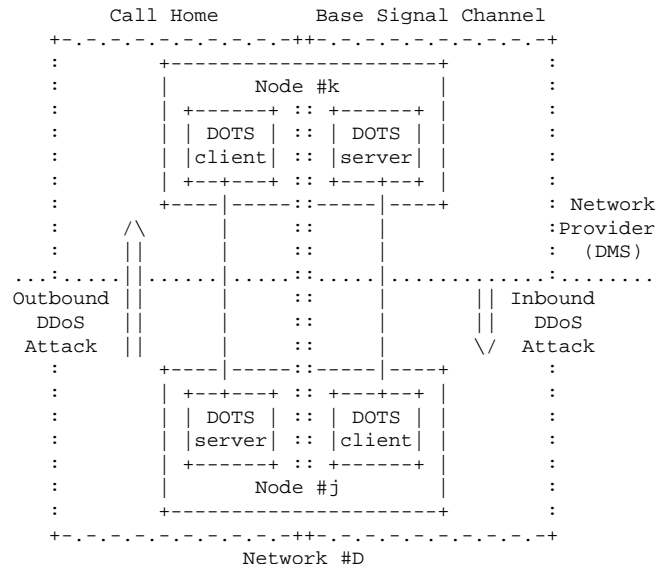 Call Home Base Signal Channel
Node #k
DOTS DOTS
client server
Network
Provider
(DMS)
Outbound Inbound
DDoS DDoS
Attack Attack
DOTS DOTS
server client
Node #j
Network #D